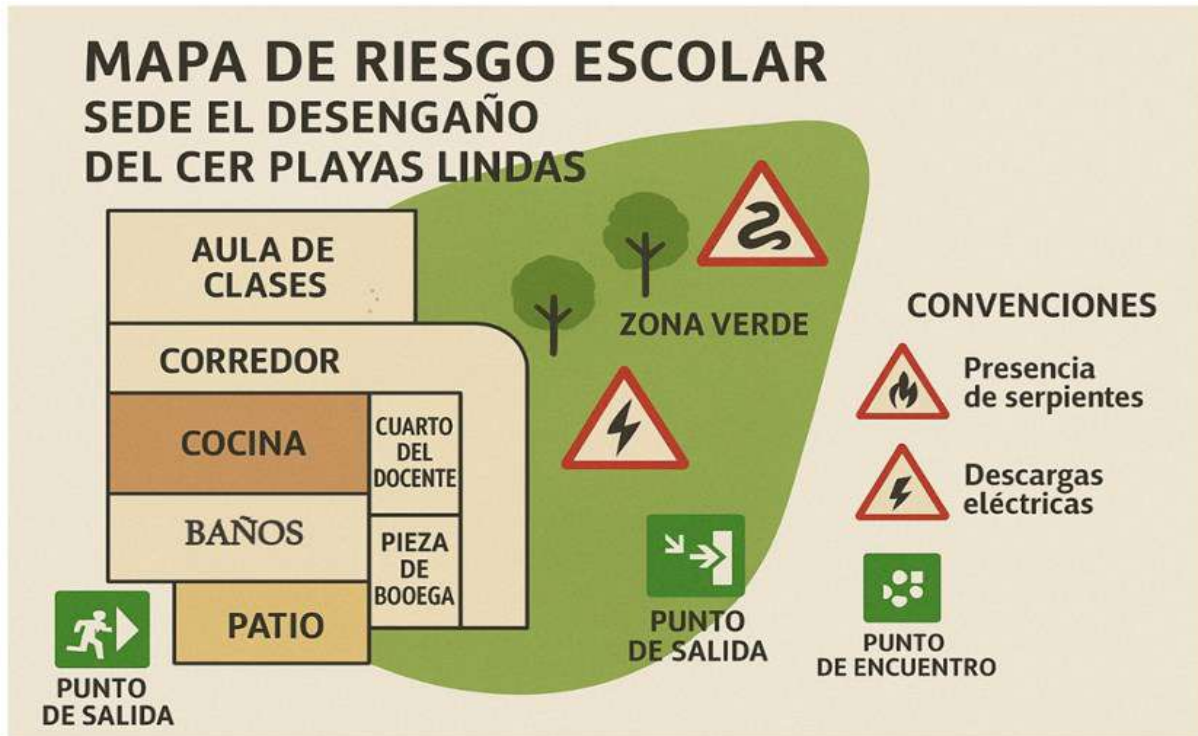 MAPA DE RIESGO ESCOLAR
SEDE EL DESENGAÑO
DEL CER PLAYAS LINDAS
AULA DE
CLASES
CORREDOR
COCINA
CUARTO
DEL
DOCENTE
BAÑOS
PIEZA
DE
BOOEGA
PATIO
PUNTO
DE SALIDA
ZONA VERDE
PUNTO
DE SALIDA
CONVENCIONES
Presencia
de serpientes
Descargas
eléctricas
PUNTO
DE ENCUENTRO